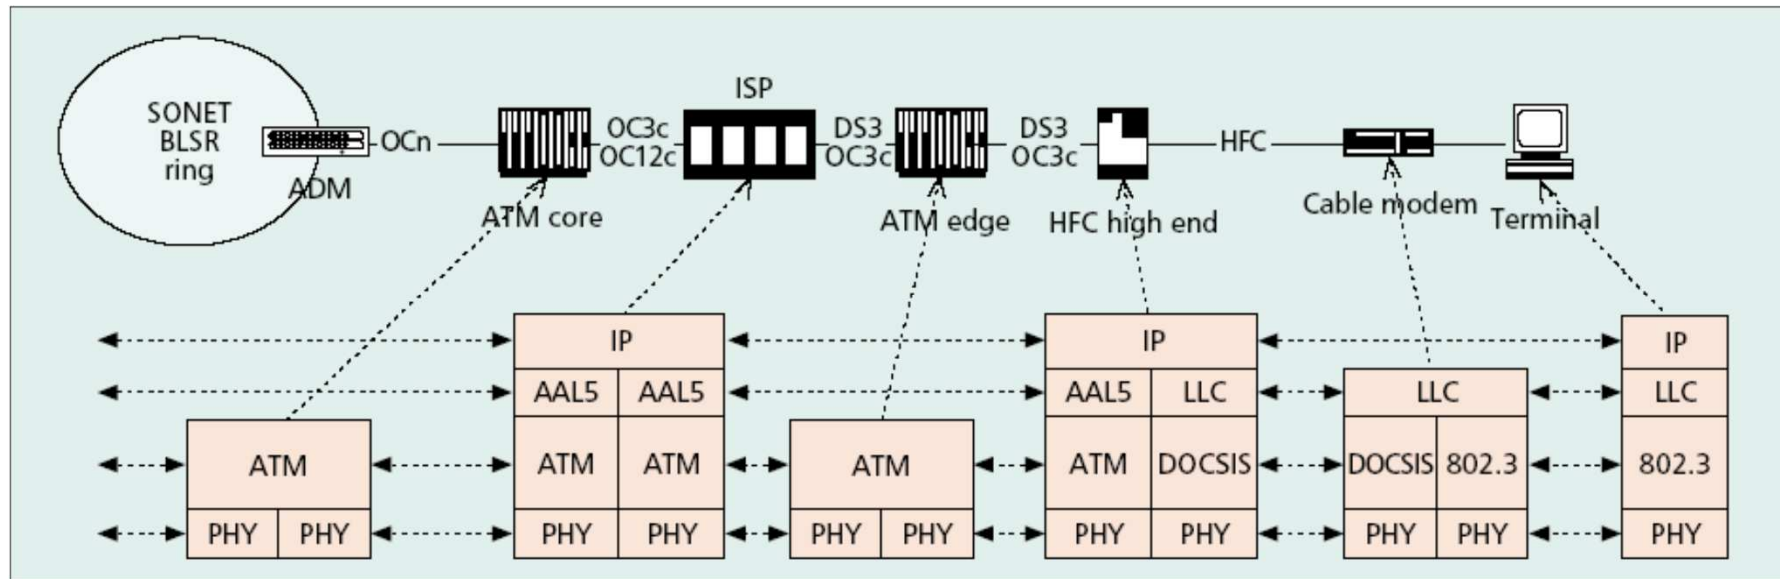 SONET
BLSR
ring
ADM
OCn
ATM core
OC3c
OC12c
ISP
DS3
OC3c
ATM edge
DS3
OC3c
HFC high end
HFC
Cable modem
Terminal
IP
IP
IP
AAL5
AAL5
AAL5
LLC
LLC
LLC
ATM
ATM
ATM
ATM
ATM
DOCSIS
DOCSIS
802.3
802.3
PHY
PHY
PHY
PHY
PHY
PHY
PHY
PHY
PHY
PHY
PHY